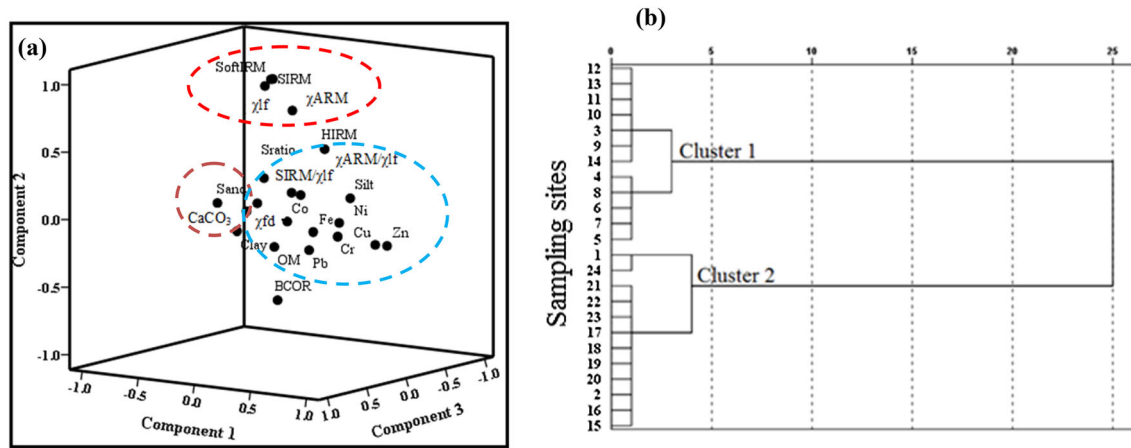 (a)
SoftIRM
SIRM
χlf
χARM
HIRM
Sratio
χARM/χlf
SIRM/χlf
Sand
Silt
CaCO3
Co
Ni
χfd
Fe
Cu
Zn
Clay
Cr
OM
Pb
BCOR
1.0
0.5
0.0
-0.5
-1.0
Component 2
-1.0
-0.5
0.0
0.5
1.0
Component 1
1.0
0.5
0.0
-0.5
-1.0
Component 3
(b)
0
5
10
15
20
25
12
13
11
10
3
9
14
4
8
6
7
5
1
24
21
22
23
17
18
19
20
2
16
15
Sampling sites
Cluster 1
Cluster 2